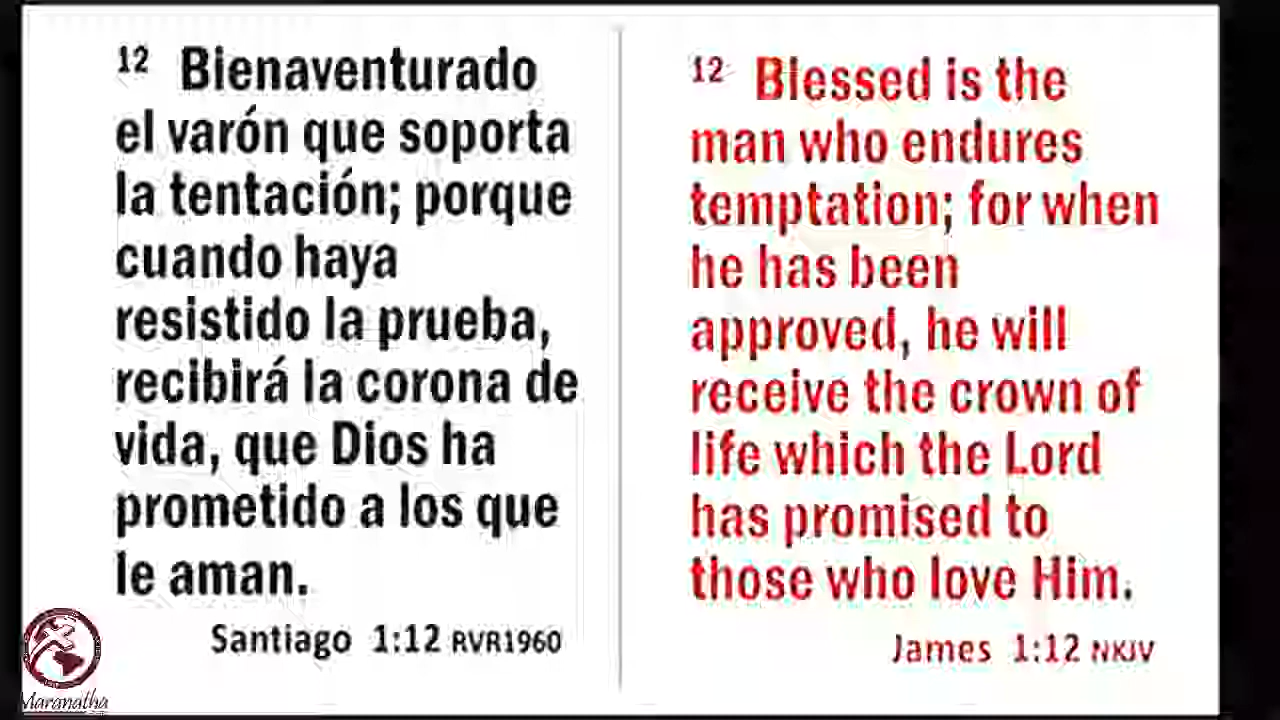 12 Bienaventurado
el varón que soporta
la tentación; porque
cuando haya
resistido la prueba,
recibirá la corona de
vida, que Dios ha
prometido a los que
le aman.
Santiago 1:12 RVR1960
12 Blessed is the
man who endures
temptation; for when
he has been
approved, he will
receive the crown of
life which the Lord
has promised to
those who love Him.
James 1:12 NKJV
Maranatha